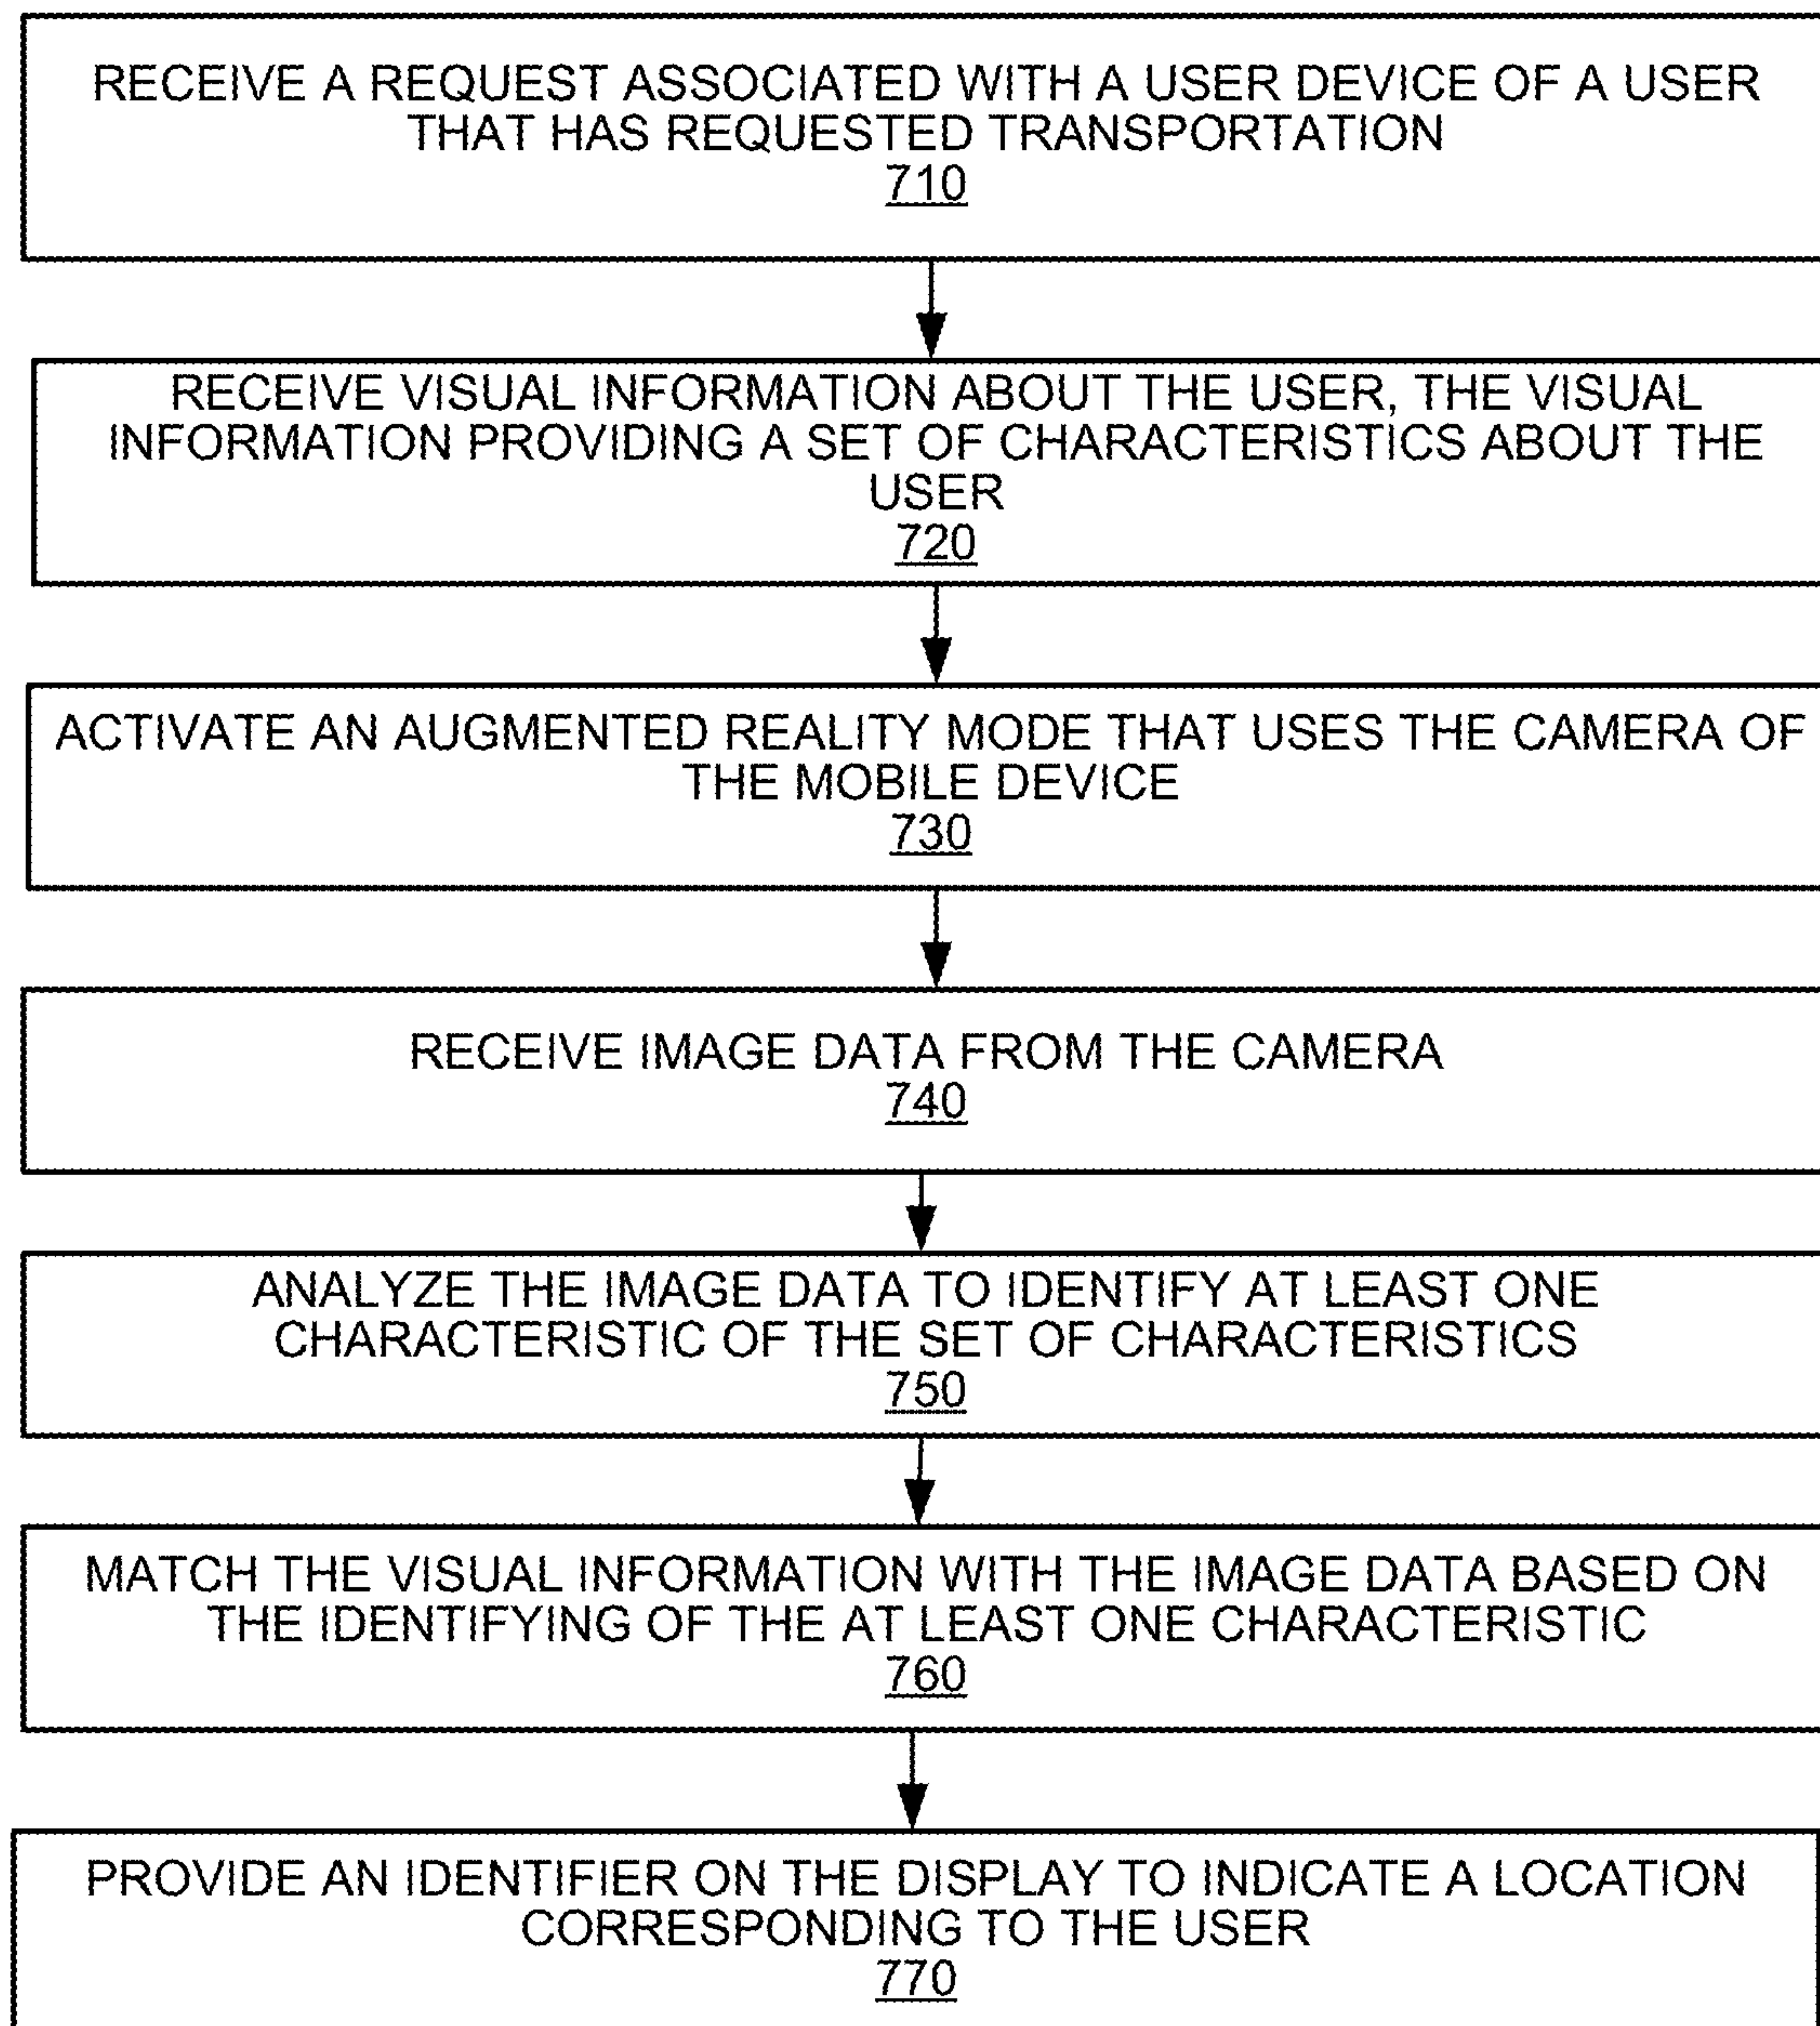 RECEIVE A REQUEST ASSOCIATED WITH A USER DEVICE OF A USER
THAT HAS REQUESTED TRANSPORTATION
710
RECEIVE VISUAL INFORMATION ABOUT THE USER, THE VISUAL
INFORMATION PROVIDING A SET OF CHARACTERISTICS ABOUT THE
USER
720
ACTIVATE AN AUGMENTED REALITY MODE THAT USES THE CAMERA OF
THE MOBILE DEVICE
730
RECEIVE IMAGE DATA FROM THE CAMERA
740
ANALYZE THE IMAGE DATA TO IDENTIFY AT LEAST ONE
CHARACTERISTIC OF THE SET OF CHARACTERISTICS
750
MATCH THE VISUAL INFORMATION WITH THE IMAGE DATA BASED ON
THE IDENTIFYING OF THE AT LEAST ONE CHARACTERISTIC
760
PROVIDE AN IDENTIFIER ON THE DISPLAY TO INDICATE A LOCATION
CORRESPONDING TO THE USER
770